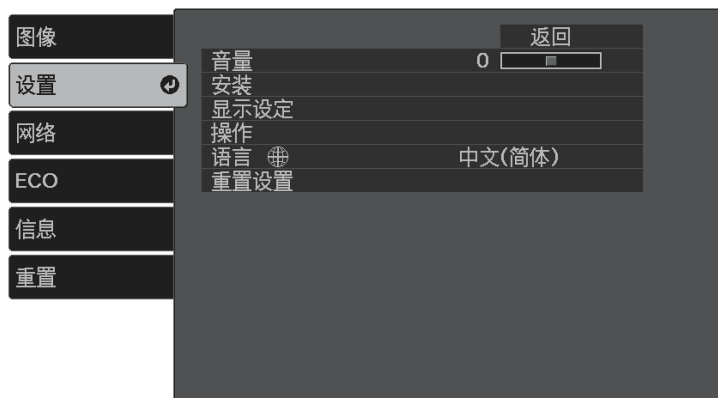 图像
设置
网络
ECO
信息
重置
返回
音量 0
安装
显示设定
操作
语言 中文(简体)
重置设置